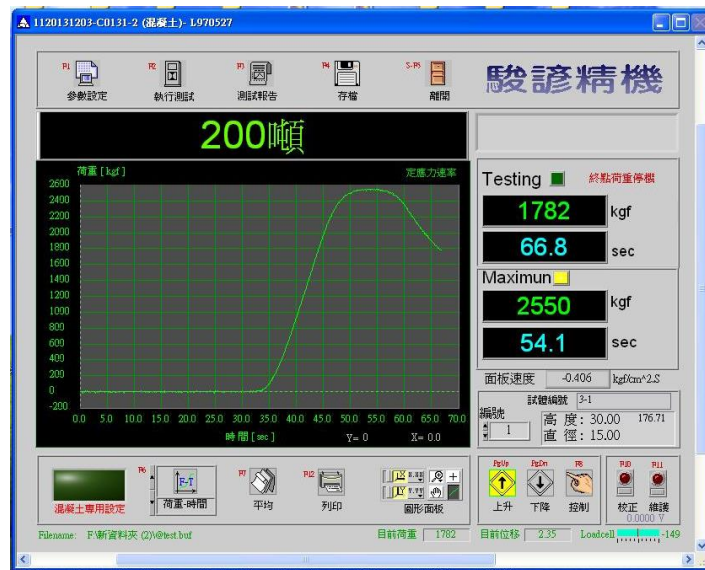 1120131203-C0131-2 (混凝土)- L970527
F1 F2 F3 F4 S-F5
參數設定 執行測試 測試報告 存檔 離開
駿諺精機
200噸
荷重 [kgf] 定應力速率
2600
2400
2200
2000
1800
1600
1400
1200
1000
800
600
400
200
0
-200
0.0 5.0 10.0 15.0 20.0 25.0 30.0 35.0 40.0 45.0 50.0 55.0 60.0 65.0 70.0
時間 [sec] Y= 0 X= 0.0
Testing 終點荷重停機
1782 kgf
66.8 sec
Maximun
2550 kgf
54.1 sec
面板速度 -0.406 kgf/cm^2.S
試體編號 3-1
編號 1
高 度: 30.00 176.71
直 徑: 15.00
混凝土專用設定
F6 F-T 荷重-時間
F7 平均
F12 列印
X X.XX
Y Y.YY
圖形面板
PgUp PgDn F8 F10 F11
上升 下降 控制 校正 維護
0.0000 V
Filename: F:\新資料夾 (2)\@test.buf 目前荷重 1782 目前位移 2.35 Loadcell -149